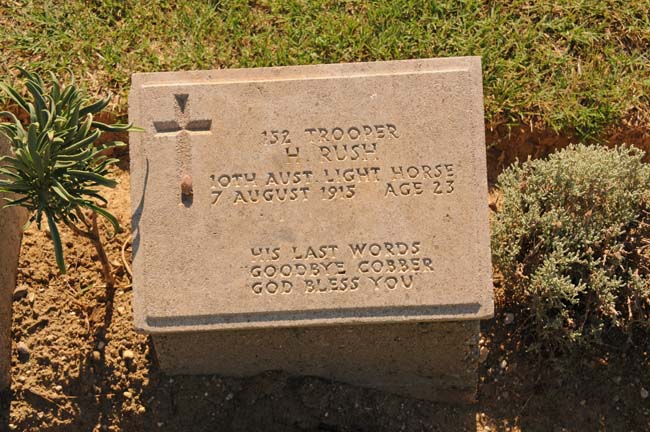 152 TROOPER
H RUSH
10TH AUST. LIGHT HORSE
7 AUGUST 1915 AGE 23
HIS LAST WORDS
GOODBYE COBBER
GOD BLESS YOU